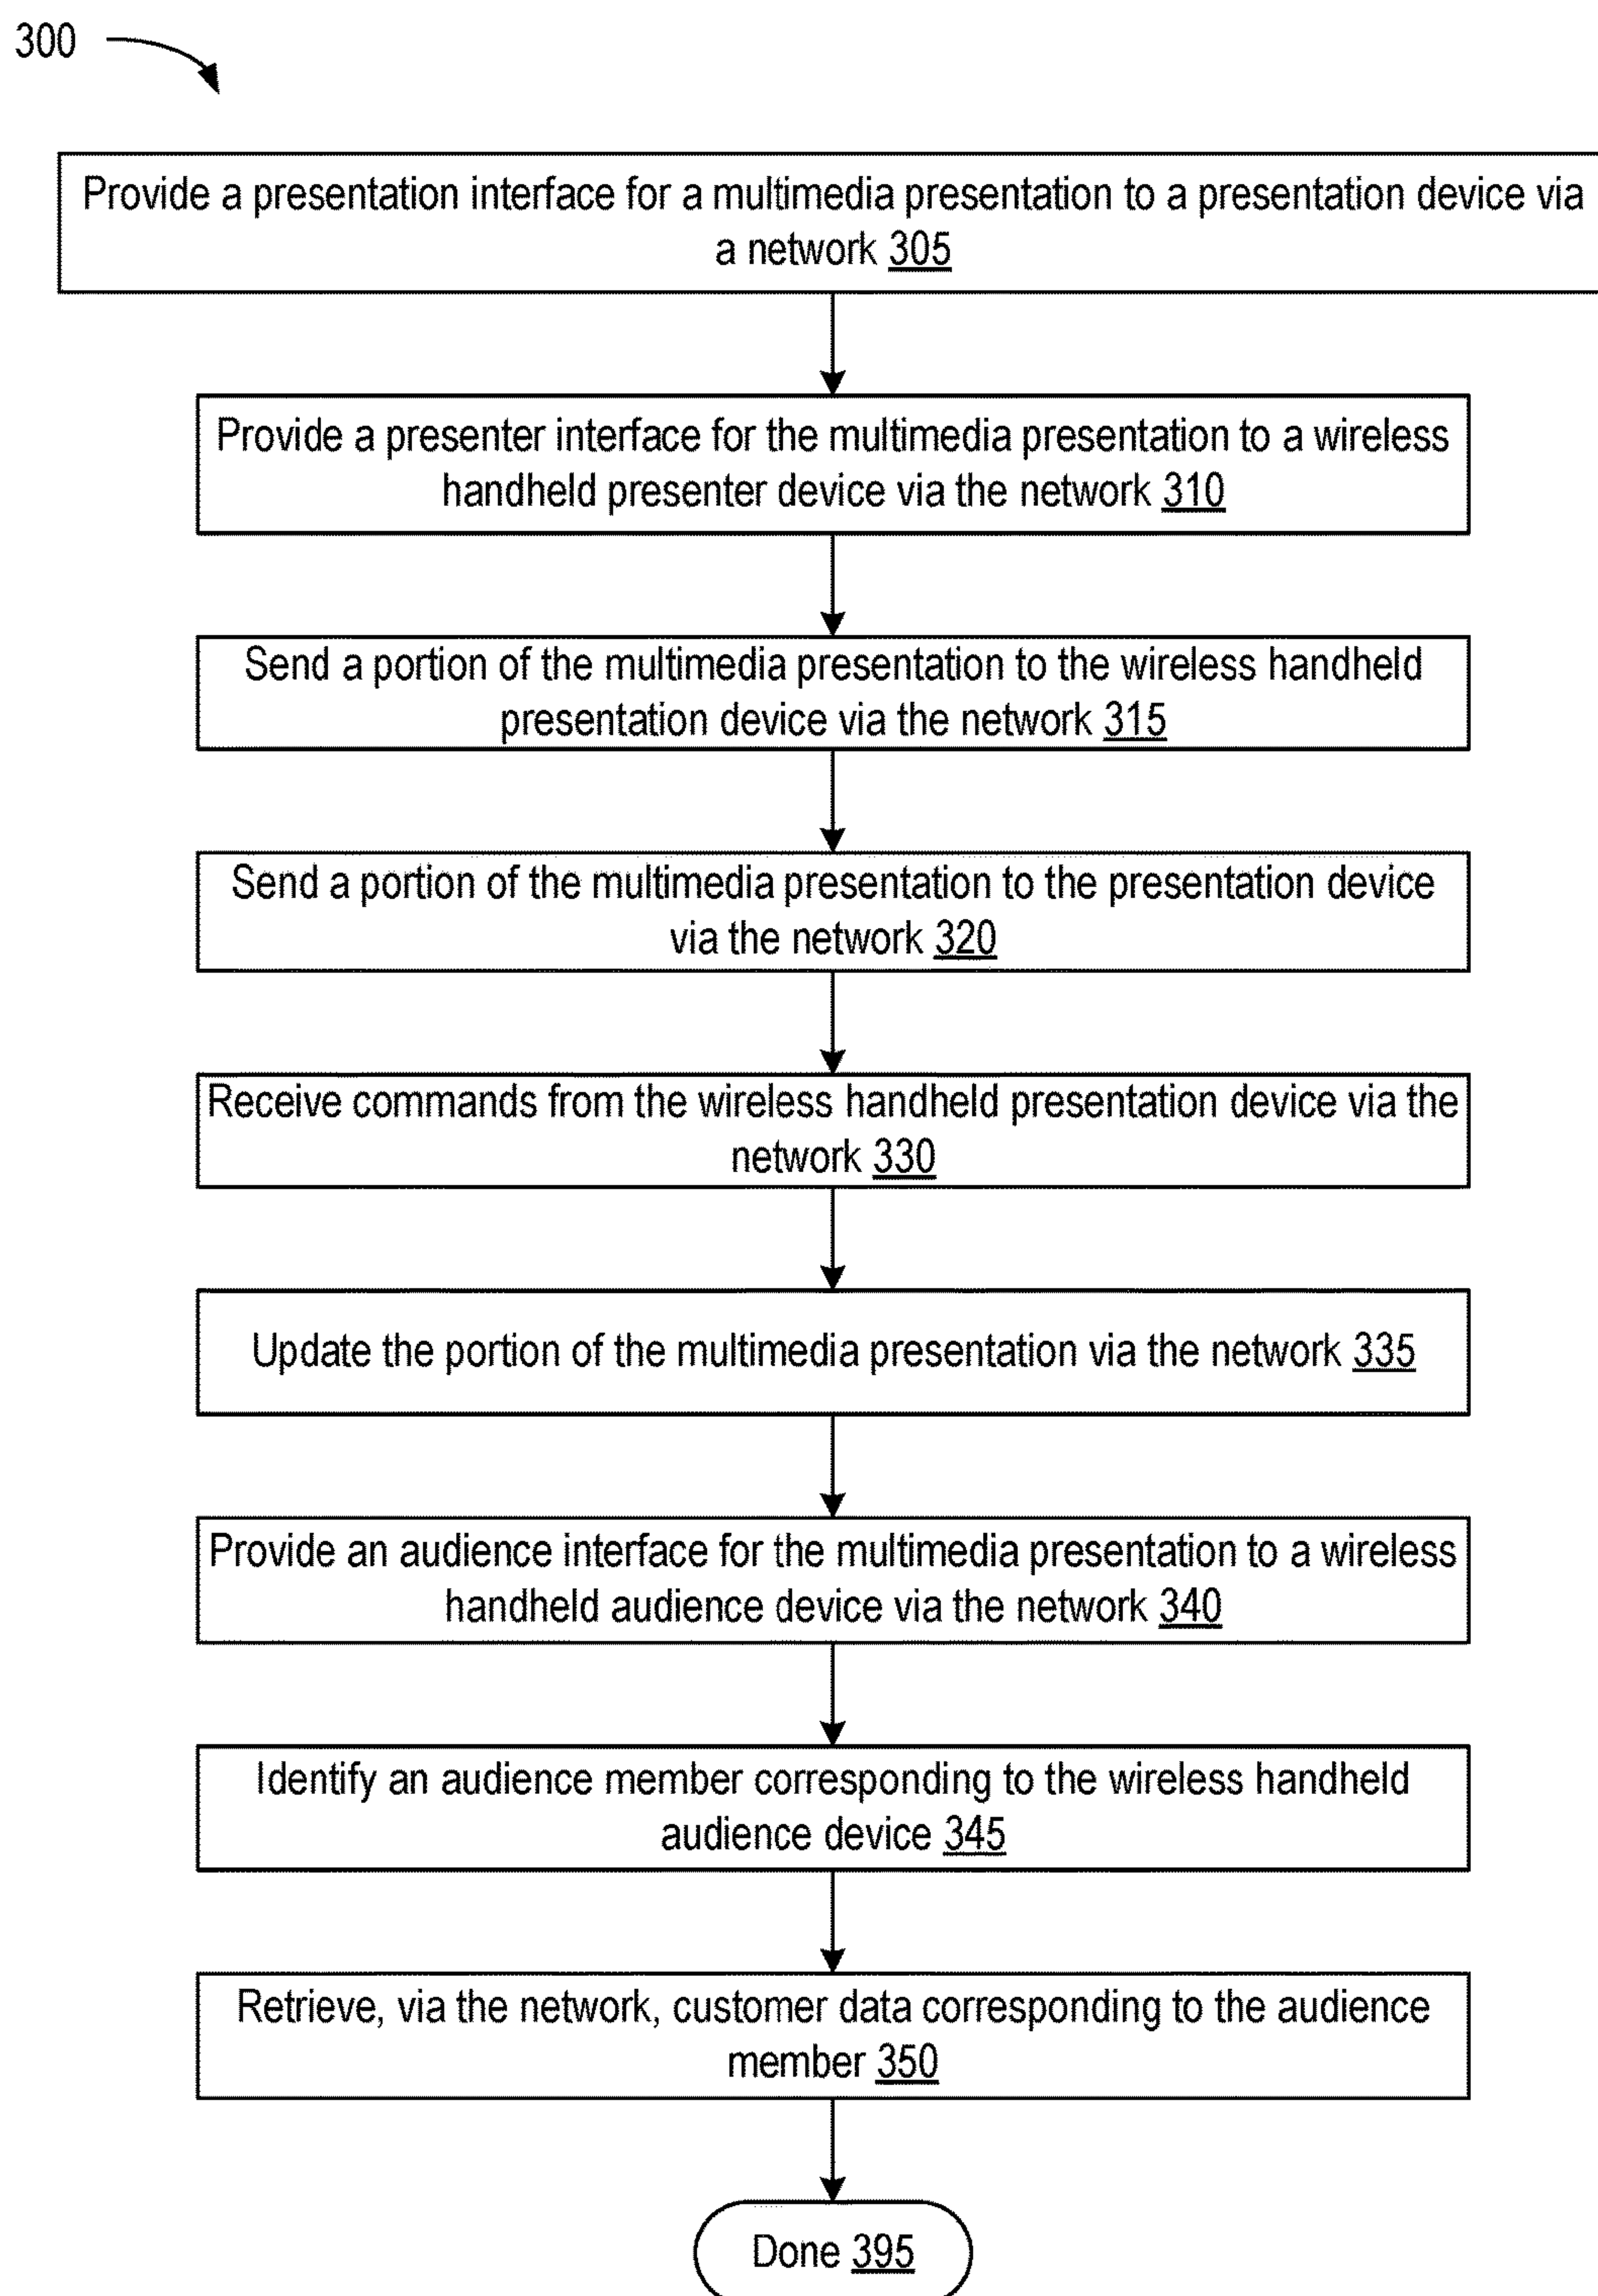 300
Provide a presentation interface for a multimedia presentation to a presentation device via
a network 305
Provide a presenter interface for the multimedia presentation to a wireless
handheld presenter device via the network 310
Send a portion of the multimedia presentation to the wireless handheld
presentation device via the network 315
Send a portion of the multimedia presentation to the presentation device
via the network 320
Receive commands from the wireless handheld presentation device via the
network 330
Update the portion of the multimedia presentation via the network 335
Provide an audience interface for the multimedia presentation to a wireless
handheld audience device via the network 340
Identify an audience member corresponding to the wireless handheld
audience device 345
Retrieve, via the network, customer data corresponding to the audience
member 350
Done 395